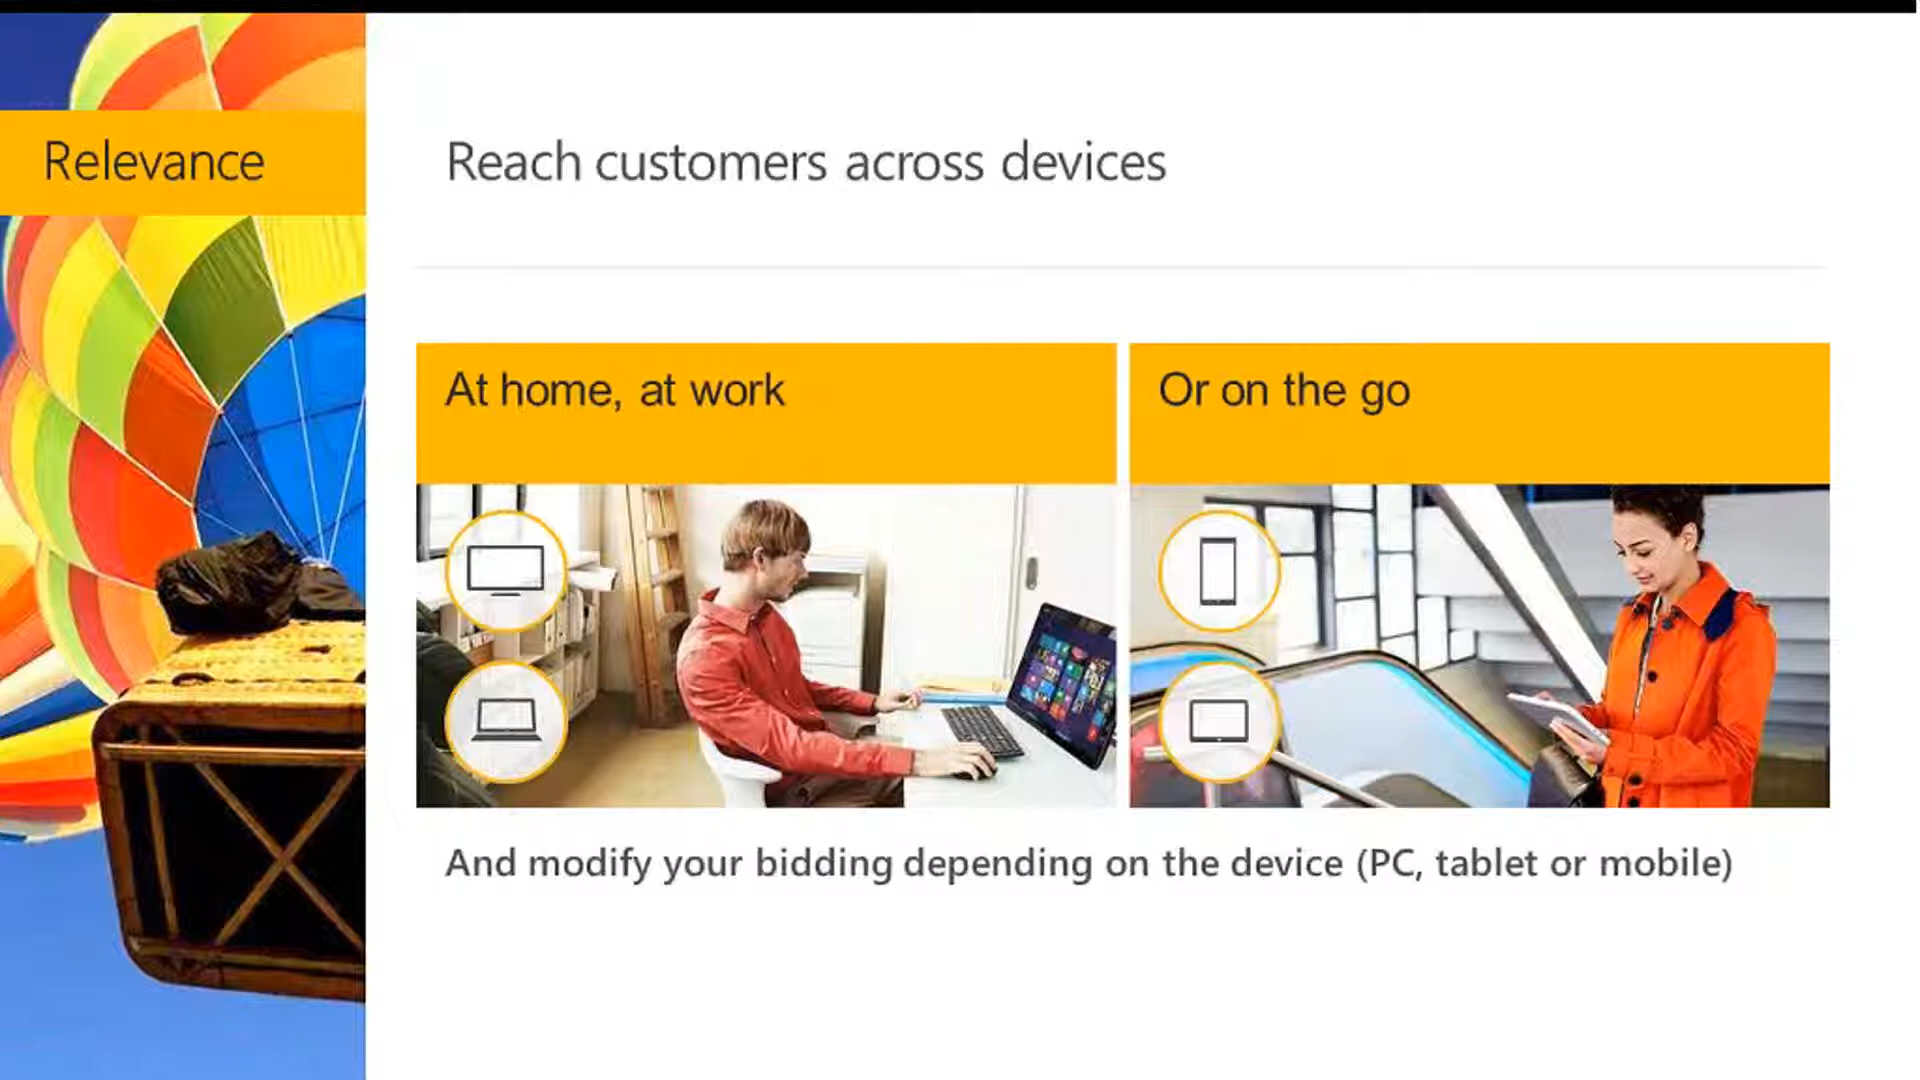 Relevance
Reach customers across devices
At home, at work
Or on the go
And modify your bidding depending on the device (PC, tablet or mobile)